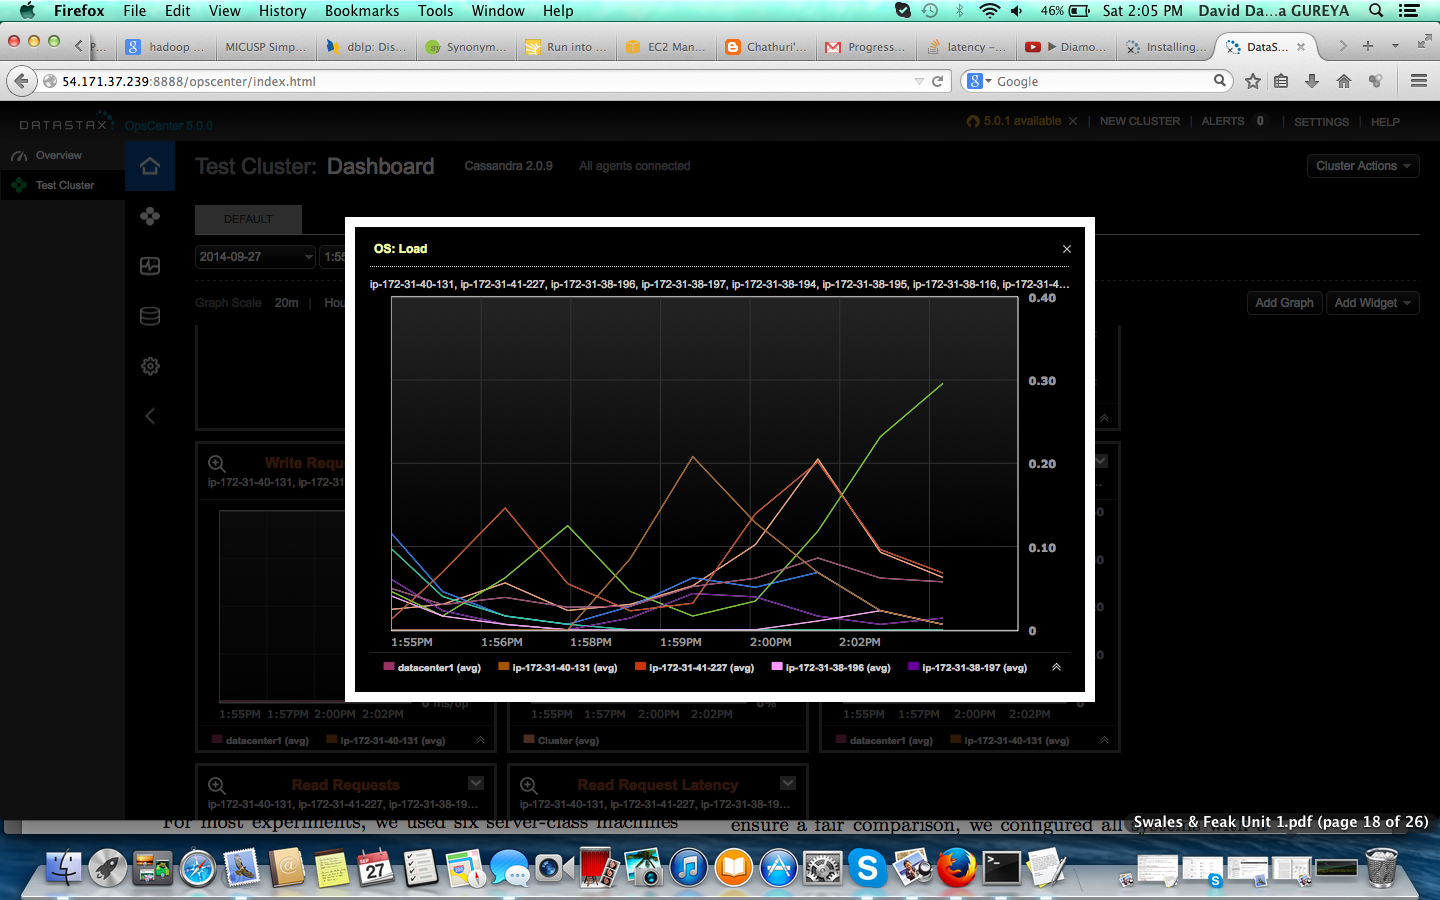 Firefox File Edit View History Bookmarks Tools Window Help 46% Sat 2:05 PM David Da...a GUREYA
P... hadoop ... MICUSP Simp... dblp: Dis... Synonym... Run into ... EC2 Man... Chathuri'... Progress... latency –... ▶ Diamo... Installing... DataS...
54.171.37.239:8888/opscenter/index.html Google
DATASTAX OpsCenter 5.0.0 5.0.1 available × | NEW CLUSTER | ALERTS 0 | SETTINGS | HELP
Overview
Test Cluster
Test Cluster: Dashboard Cassandra 2.0.9 All agents connected Cluster Actions
DEFAULT
2014-09-27 1:55
Graph Scale 20m | Hou Add Graph Add Widget
OS: Load ×
ip-172-31-40-131, ip-172-31-41-227, ip-172-31-38-196, ip-172-31-38-197, ip-172-31-38-194, ip-172-31-38-195, ip-172-31-38-116, ip-172-31-4...
0.40
0.30
0.20
0.10
0
1:55PM 1:56PM 1:58PM 1:59PM 2:00PM 2:02PM
datacenter1 (avg) ip-172-31-40-131 (avg) ip-172-31-41-227 (avg) ip-172-31-38-196 (avg) ip-172-31-38-197 (avg)
Write Requ
ip-172-31-40-131, ip-172-31
1:55PM 1:57PM 2:00PM 2:02PM 1:55PM 1:57PM 2:00PM 2:02PM 1:55PM 1:57PM 2:00PM 2:02PM
datacenter1 (avg) ip-172-31-40-131 (avg) Cluster (avg) datacenter1 (avg) ip-172-31-40-131 (avg)
Read Requests Read Request Latency
ip-172-31-40-131, ip-172-31-41-227, ip-172-31-38-19... ip-172-31-40-131, ip-172-31-41-227, ip-172-31-38-19...
For most experiments, we used six server-class machines ensure a fair comparison, we configured all
Swales & Feak Unit 1.pdf (page 18 of 26)
SEP
27